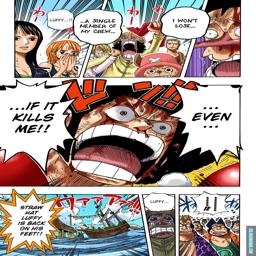 LUFFY...
...A SINGLE
MEMBER OF
MY CREW...
I WON'T
LOSE...
...IF IT
KILLS
ME!!
...
EVEN
...
STRAW
HAT
LUFFY
IS BACK
ON HIS
FEET!!
LUFFY...